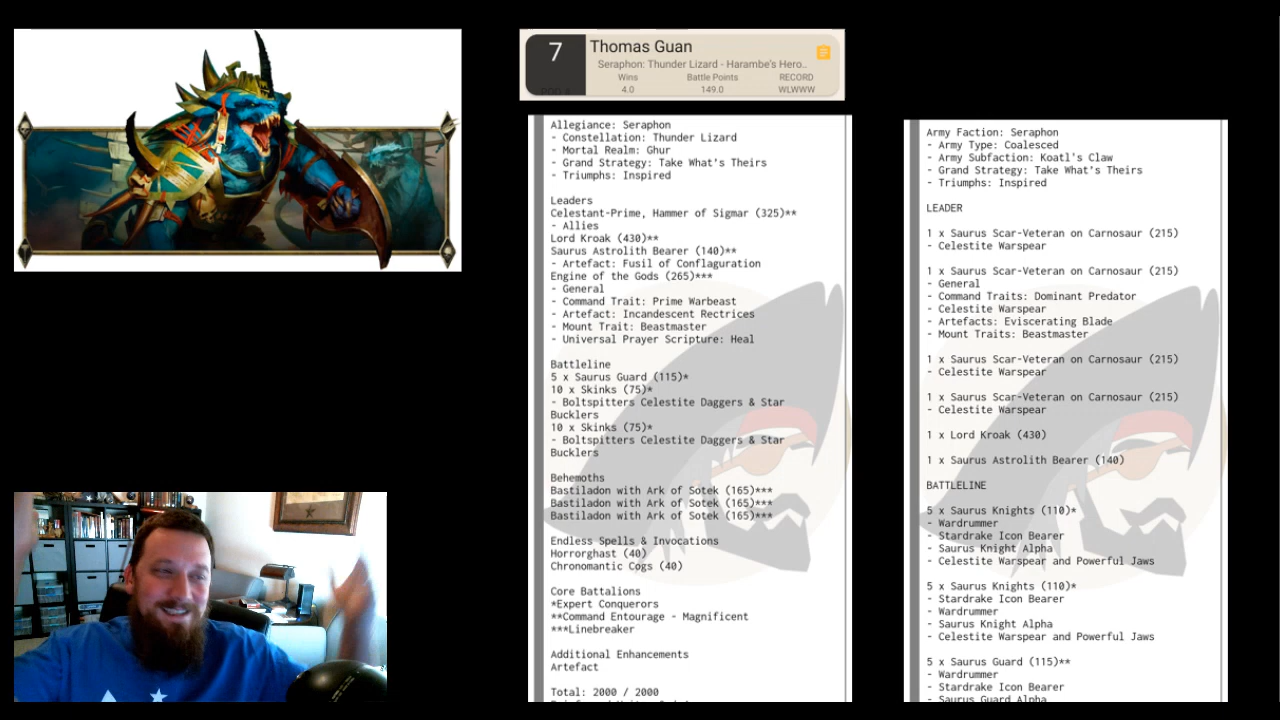 7
Thomas Guan
Seraphon: Thunder Lizard - Harambe's Hero..
Wins
Battle Points
RECORD
4.0
149.0
WLWWW
Allegiance: Seraphon
- Constellation: Thunder Lizard
- Mortal Realm: Ghur
- Grand Strategy: Take What's Theirs
- Triumphs: Inspired
Leaders
Celestant-Prime, Hammer of Sigmar (325)**
- Allies
Lord Kroak (430)**
Saurus Astrolith Bearer (140)**
- Artefact: Fusil of Conflaguration
Engine of the Gods (265)***
- General
- Command Trait: Prime Warbeast
- Artefact: Incandescent Rectrices
- Mount Trait: Beastmaster
- Universal Prayer Scripture: Heal
Battleline
5 x Saurus Guard (115)*
10 x Skinks (75)*
- Boltspitters Celestite Daggers & Star
Bucklers
10 x Skinks (75)*
- Boltspitters Celestite Daggers & Star
Bucklers
Behemoths
Bastiladon with Ark of Sotek (165)***
Bastiladon with Ark of Sotek (165)***
Bastiladon with Ark of Sotek (165)***
Endless Spells & Invocations
Horrorghast (40)
Chronomantic Cogs (40)
Core Battalions
*Expert Conquerors
**Command Entourage - Magnificent
***Linebreaker
Additional Enhancements
Artefact
Total: 2000 / 2000
Army Faction: Seraphon
- Army Type: Coalesced
- Army Subfaction: Koatl's Claw
- Grand Strategy: Take What's Theirs
- Triumphs: Inspired
LEADER
1 x Saurus Scar-Veteran on Carnosaur (215)
- Celestite Warspear
1 x Saurus Scar-Veteran on Carnosaur (215)
- General
- Command Traits: Dominant Predator
- Celestite Warspear
- Artefacts: Eviscerating Blade
- Mount Traits: Beastmaster
1 x Saurus Scar-Veteran on Carnosaur (215)
- Celestite Warspear
1 x Saurus Scar-Veteran on Carnosaur (215)
- Celestite Warspear
1 x Lord Kroak (430)
1 x Saurus Astrolith Bearer (140)
BATTLELINE
5 x Saurus Knights (110)*
- Wardrummer
- Stardrake Icon Bearer
- Saurus Knight Alpha
- Celestite Warspear and Powerful Jaws
5 x Saurus Knights (110)*
- Stardrake Icon Bearer
- Wardrummer
- Saurus Knight Alpha
- Celestite Warspear and Powerful Jaws
5 x Saurus Guard (115)**
- Wardrummer
- Stardrake Icon Bearer
- Saurus Guard Alpha